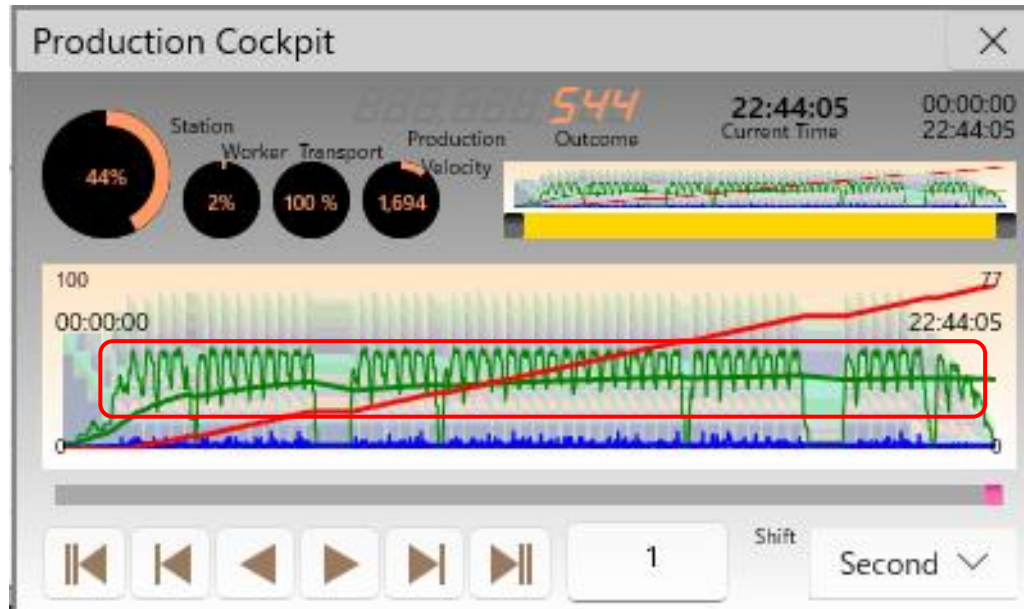 Production Cockpit
544
Outcome
22:44:05
Current Time
00:00:00
22:44:05
44%
Station
Worker
2%
Transport
100 %
Production
Velocity
1,694
100
77
00:00:00
22:44:05
0
0
1
Shift
Second